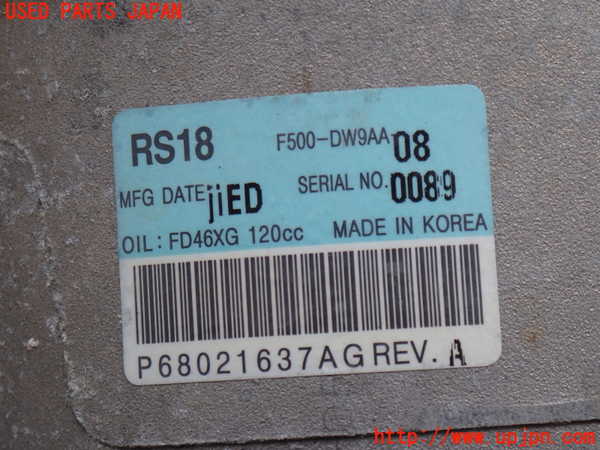 USED PARTS JAPAN
RS18 F500-DW9AA-08
MFG DATE jiED SERIAL NO. 0089
OIL: FD46XG 120cc MADE IN KOREA
P68021637AG REV. A
★ http://www.upjpn.com/ ★